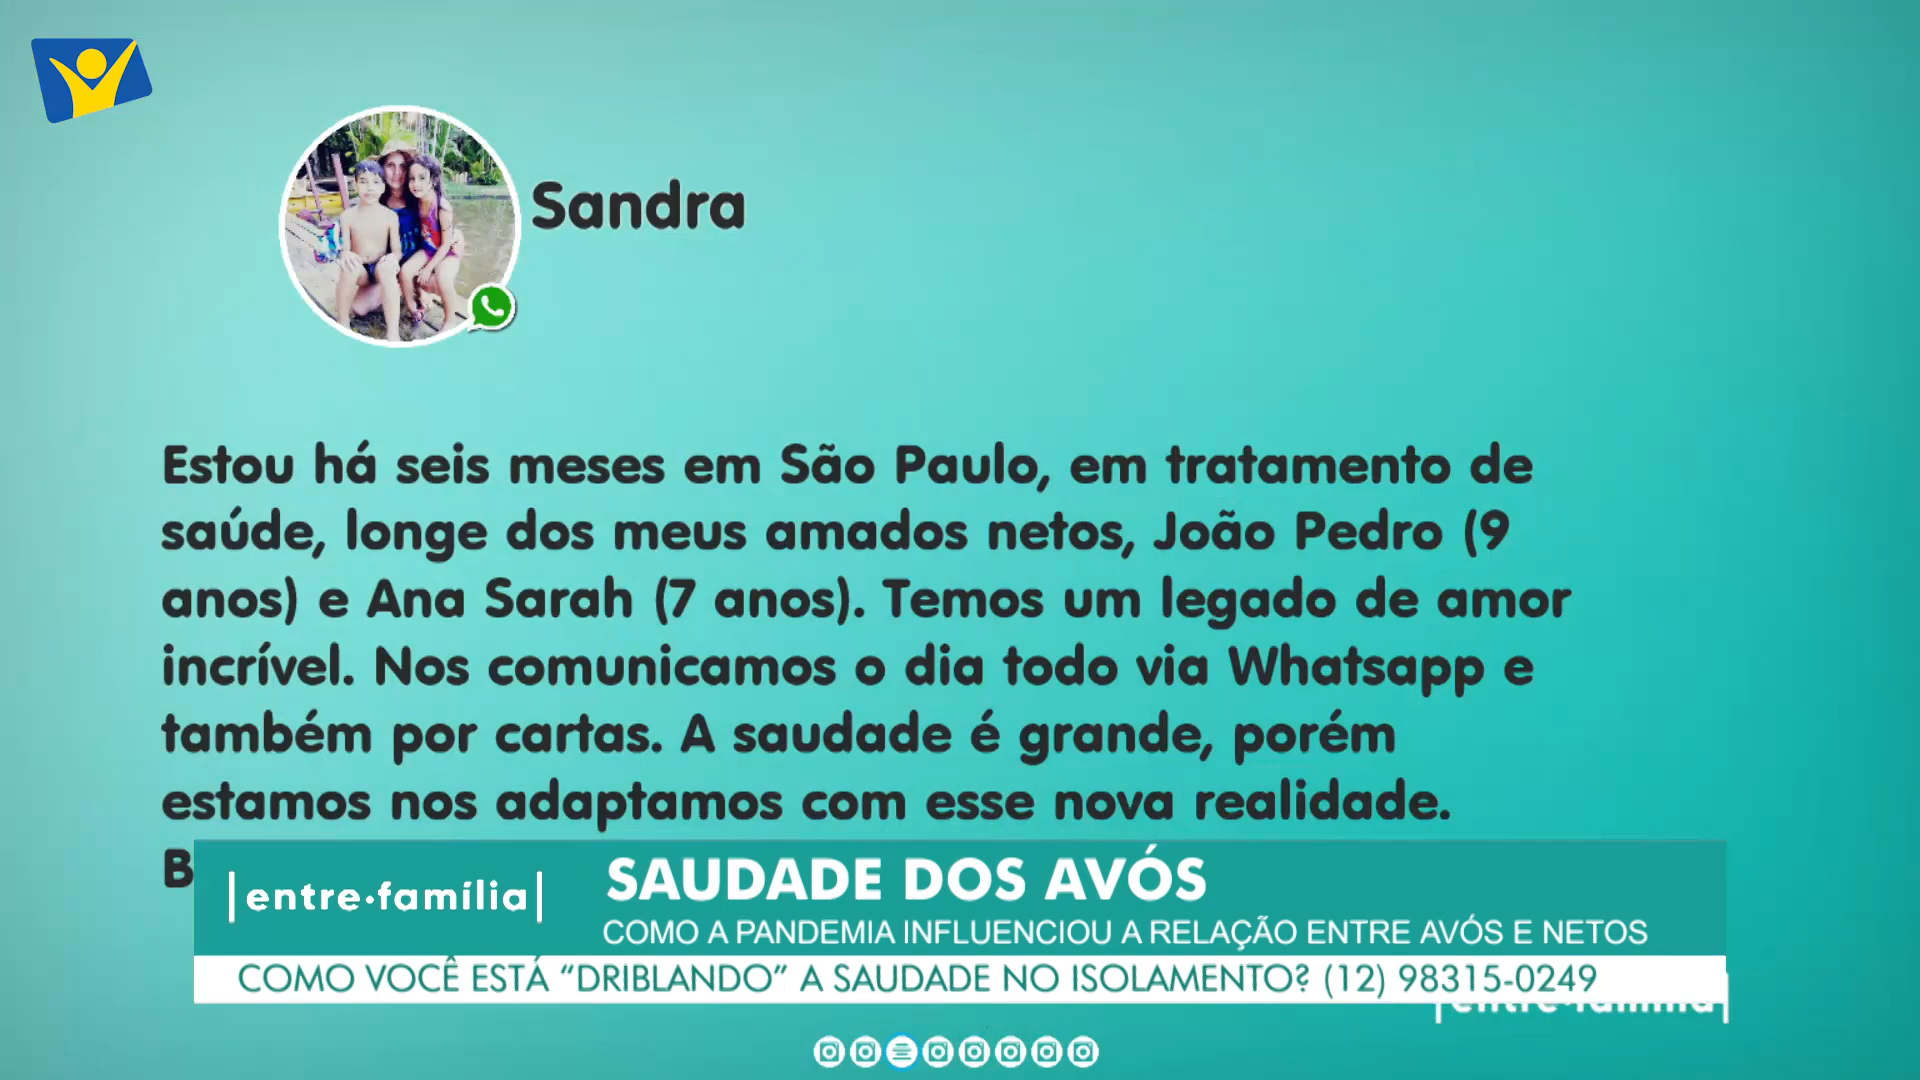 Sandra
Estou há seis meses em São Paulo, em tratamento de
saúde, longe dos meus amados netos, João Pedro (9
anos) e Ana Sarah (7 anos). Temos um legado de amor
incrível. Nos comunicamos o dia todo via Whatsapp e
também por cartas. A saudade é grande, porém
estamos nos adaptamos com esse nova realidade.
B
|entre·família|
SAUDADE DOS AVÓS
COMO A PANDEMIA INFLUENCIOU A RELAÇÃO ENTRE AVÓS E NETOS
COMO VOCÊ ESTÁ “DRIBLANDO” A SAUDADE NO ISOLAMENTO? (12) 98315-0249